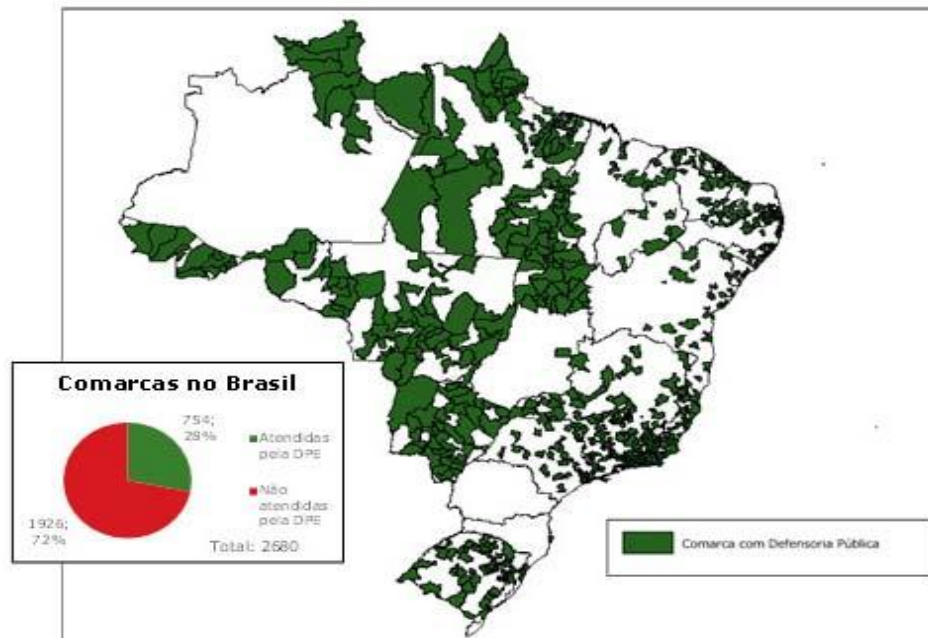 Comarcas no Brasil
754;
28%
Atendidas
pela DPE
Não
atendidas
pela DPE
1926;
72%
Total: 2680
Comarca com Defensoria Pública